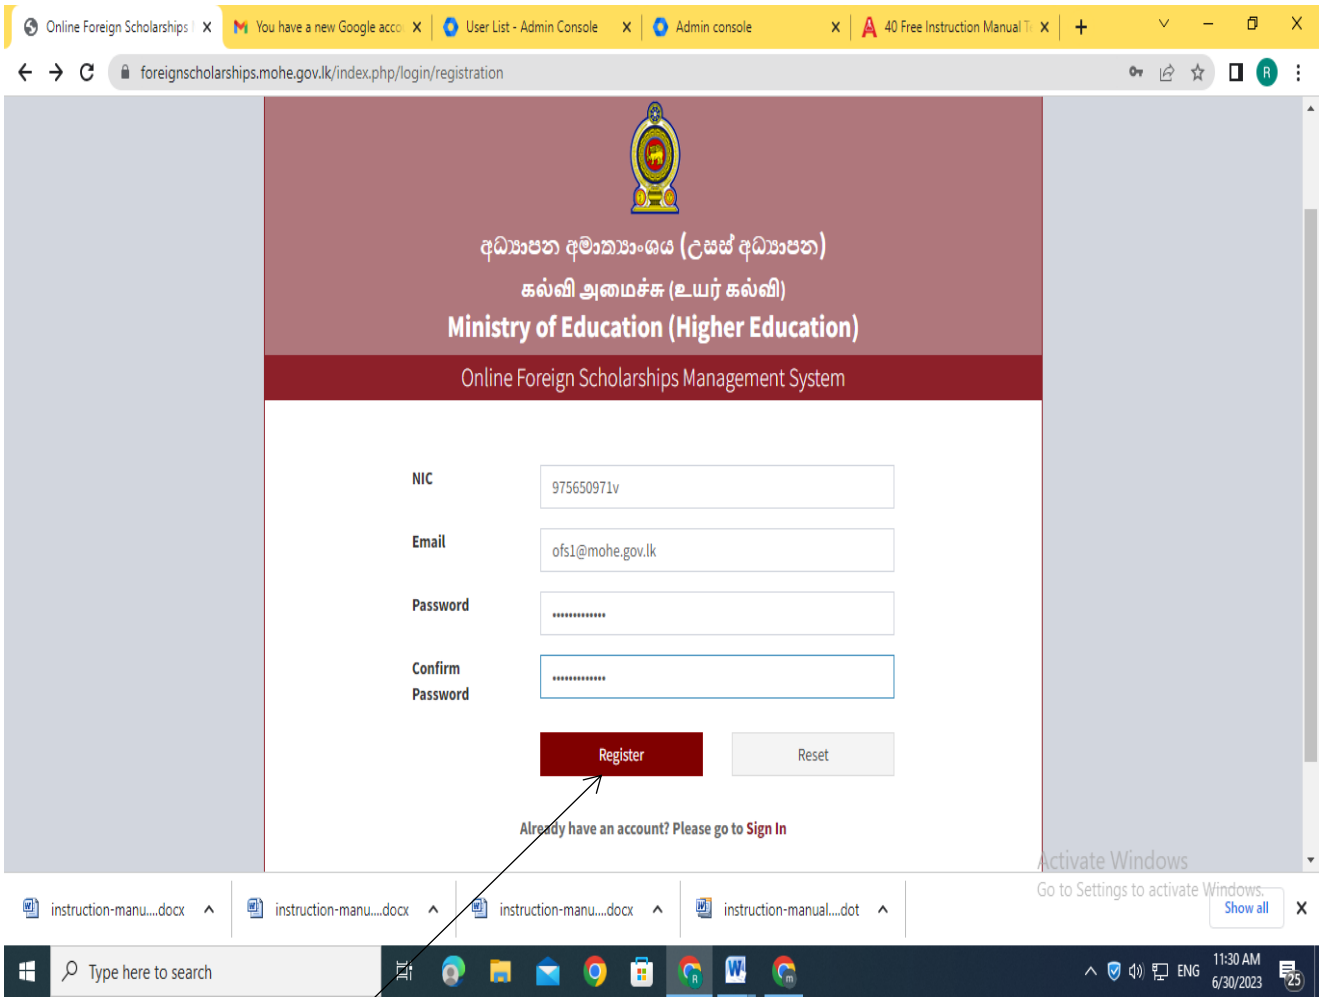 Online Foreign Scholarships
You have a new Google acco
User List - Admin Console
Admin console
40 Free Instruction Manual Te
foreignscholarships.mohe.gov.lk/index.php/login/registration
R
අධ්‍යාපන අමාත්‍යාංශය (උසස් අධ්‍යාපන)
கல்வி அமைச்சு (உயர் கல்வி)
Ministry of Education (Higher Education)
Online Foreign Scholarships Management System
NIC
975650971v
Email
ofs1@mohe.gov.lk
Password
•••••••••••••
Confirm Password
•••••••••••••
Register
Reset
Already have an account? Please go to Sign In
Activate Windows
Go to Settings to activate Windows.
instruction-manu....docx
instruction-manu....docx
instruction-manu....docx
instruction-manual....dot
Show all
Type here to search
ENG
11:30 AM
6/30/2023
25